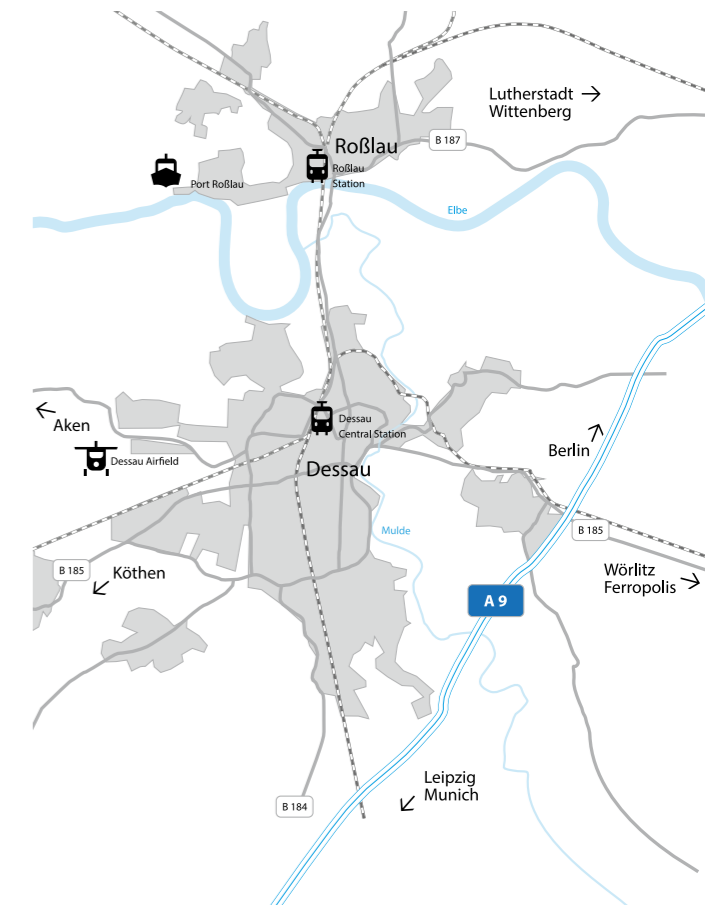 Lutherstadt
Wittenberg
B 187
Roßlau
Roßlau
Station
Port Roßlau
Elbe
Aken
Dessau
Central Station
Dessau Airfield
Dessau
Berlin
Mulde
B 185
B 185
Köthen
Wörlitz
Ferropolis
A 9
Leipzig
Munich
B 184